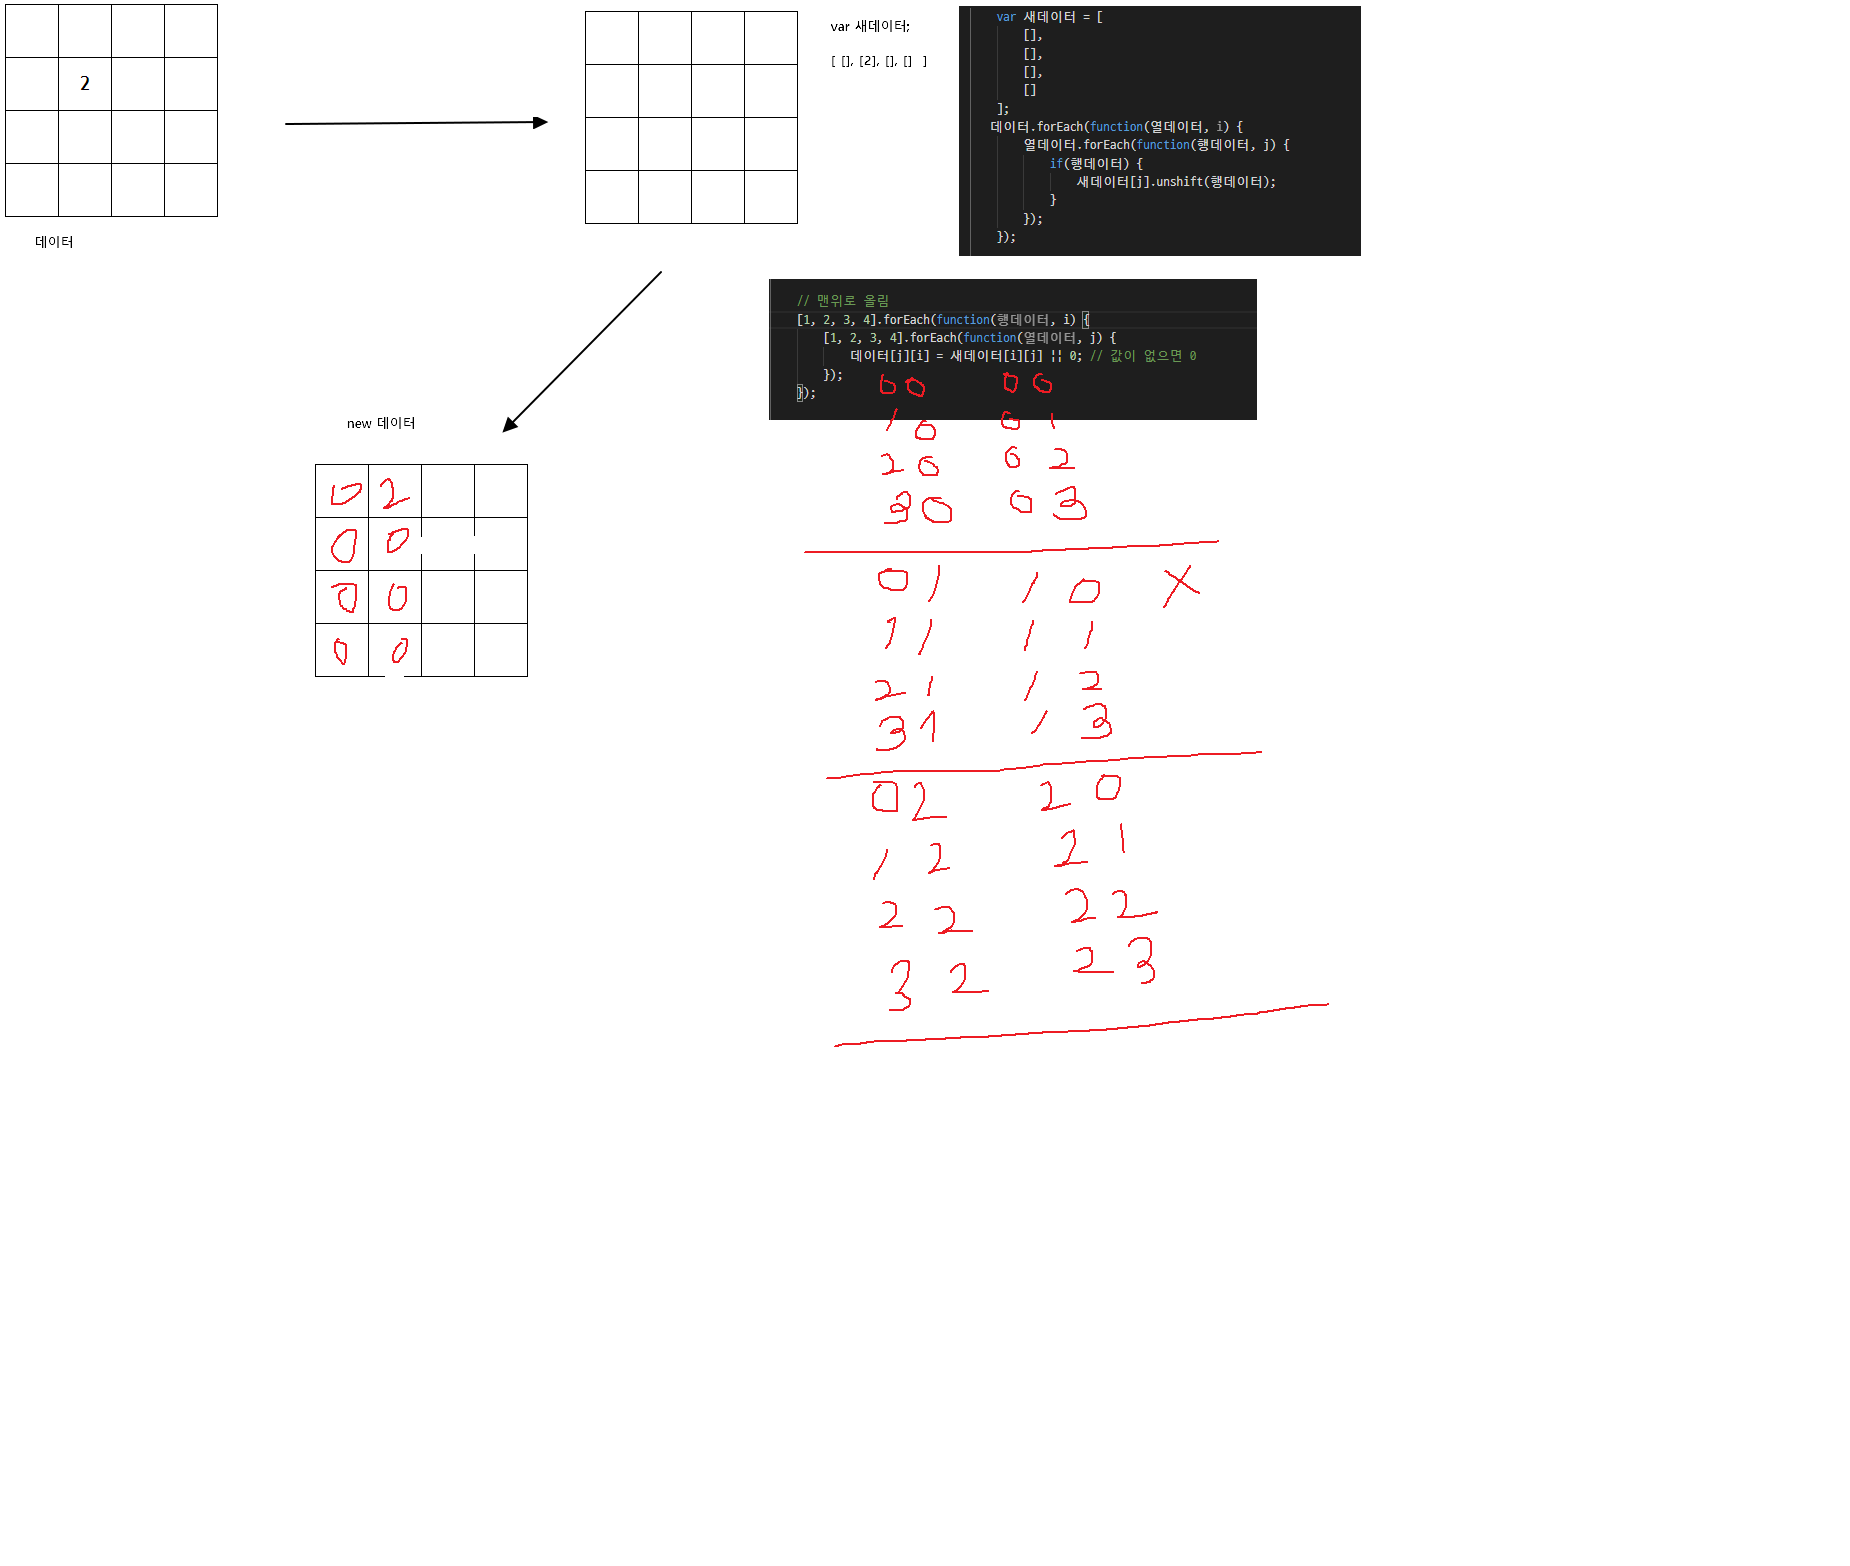 2
데이터
var 새데이터;
[ [], [2], [], [] ]
var 새데이터 = [
[],
[],
[],
[]
];
데이터.forEach(function(열데이터, i) {
열데이터.forEach(function(행데이터, j) {
if(행데이터) {
새데이터[j].unshift(행데이터);
}
});
});
// 맨위로 올림
[1, 2, 3, 4].forEach(function(행데이터, i) {
[1, 2, 3, 4].forEach(function(열데이터, j) {
데이터[j][i] = 새데이터[i][j] || 0; // 값이 없으면 0
});
});
new 데이터
0 2
0 0
0 0
0 0
0 0 0 0
1 0 0 1
2 0 0 2
3 0 0 3
0 1 1 0 X
1 1 1 1
2 1 1 2
3 1 1 3
0 2 2 0
1 2 2 1
2 2 2 2
3 2 2 3